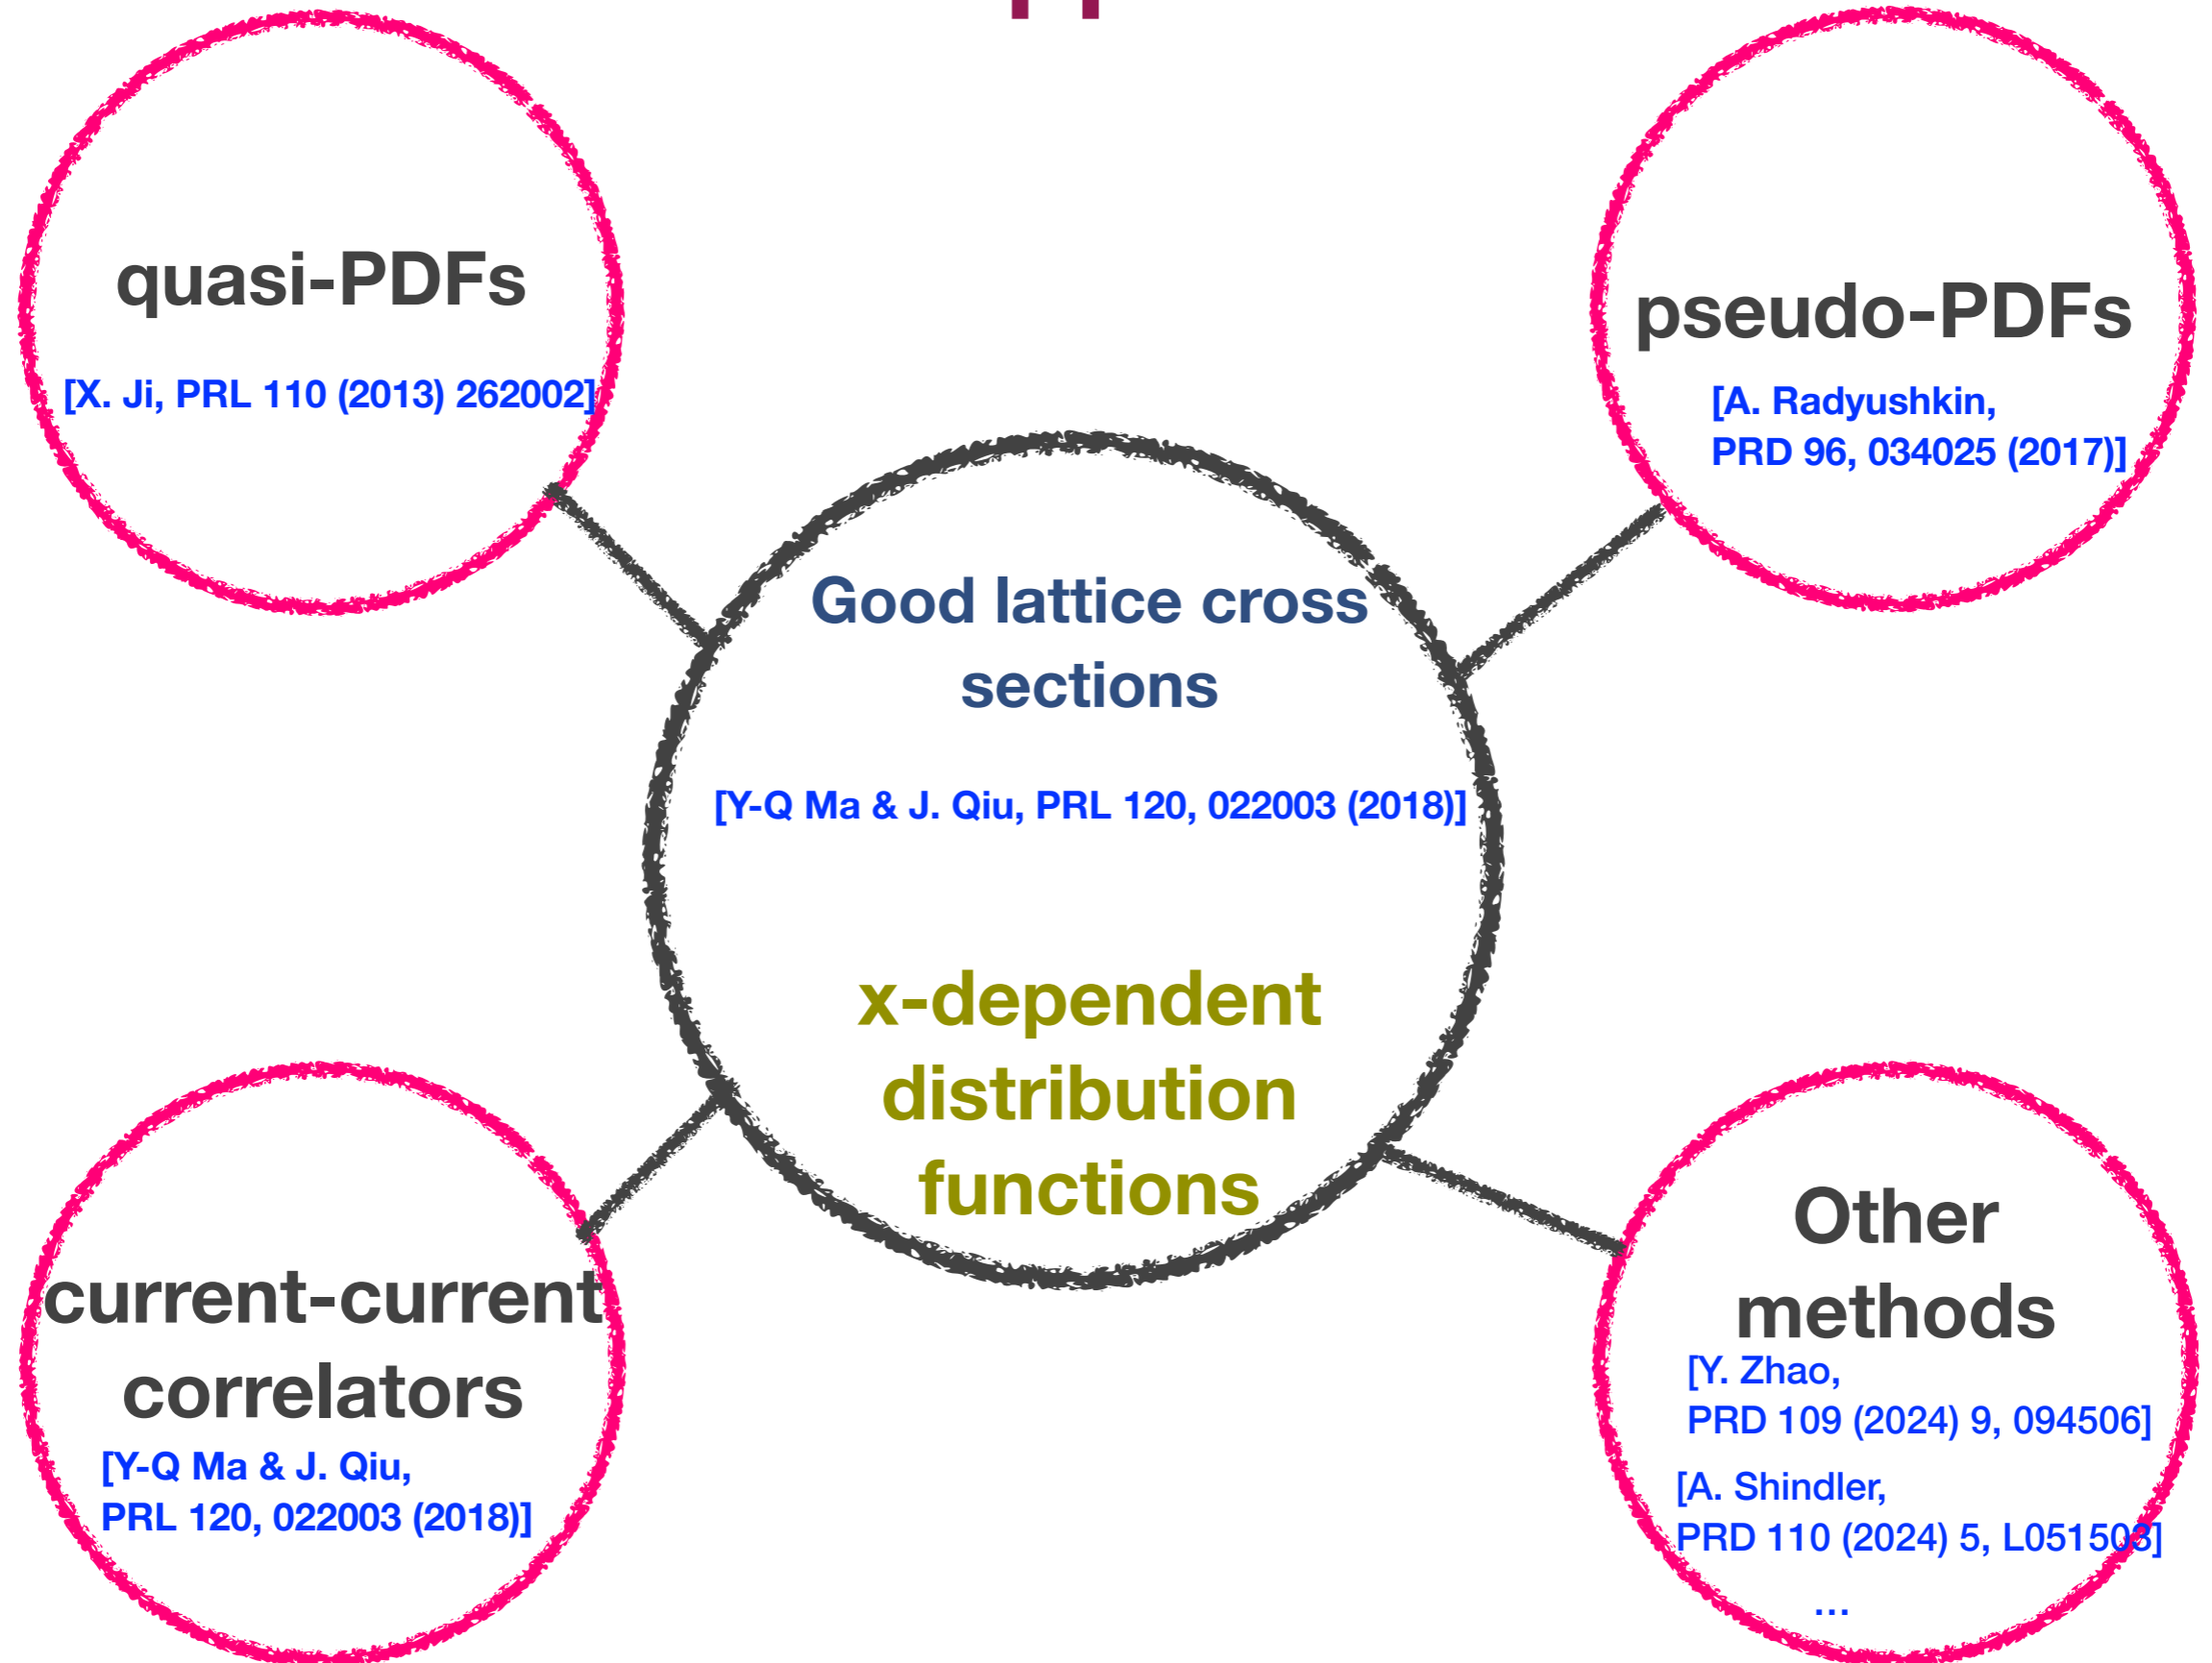 quasi-PDFs
[X. Ji, PRL 110 (2013) 262002]
pseudo-PDFs
[A. Radyushkin,
PRD 96, 034025 (2017)]
Good lattice cross
sections
[Y-Q Ma & J. Qiu, PRL 120, 022003 (2018)]
x-dependent
distribution
functions
current-current
correlators
[Y-Q Ma & J. Qiu,
PRL 120, 022003 (2018)]
Other
methods
[Y. Zhao,
PRD 109 (2024) 9, 094506]
[A. Shindler,
PRD 110 (2024) 5, L051503]
...